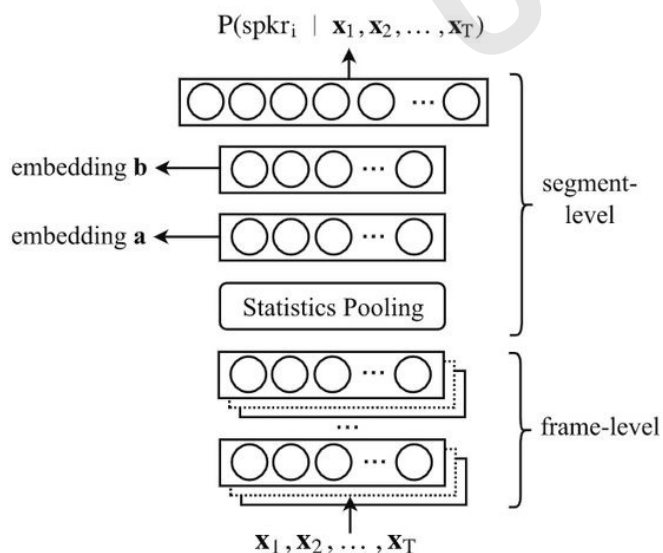 P(spkr_i | x_1, x_2, ..., x_T)
...
embedding b
...
embedding a
...
segment-
level
Statistics Pooling
...
...
frame-level
...
x_1, x_2, ..., x_T